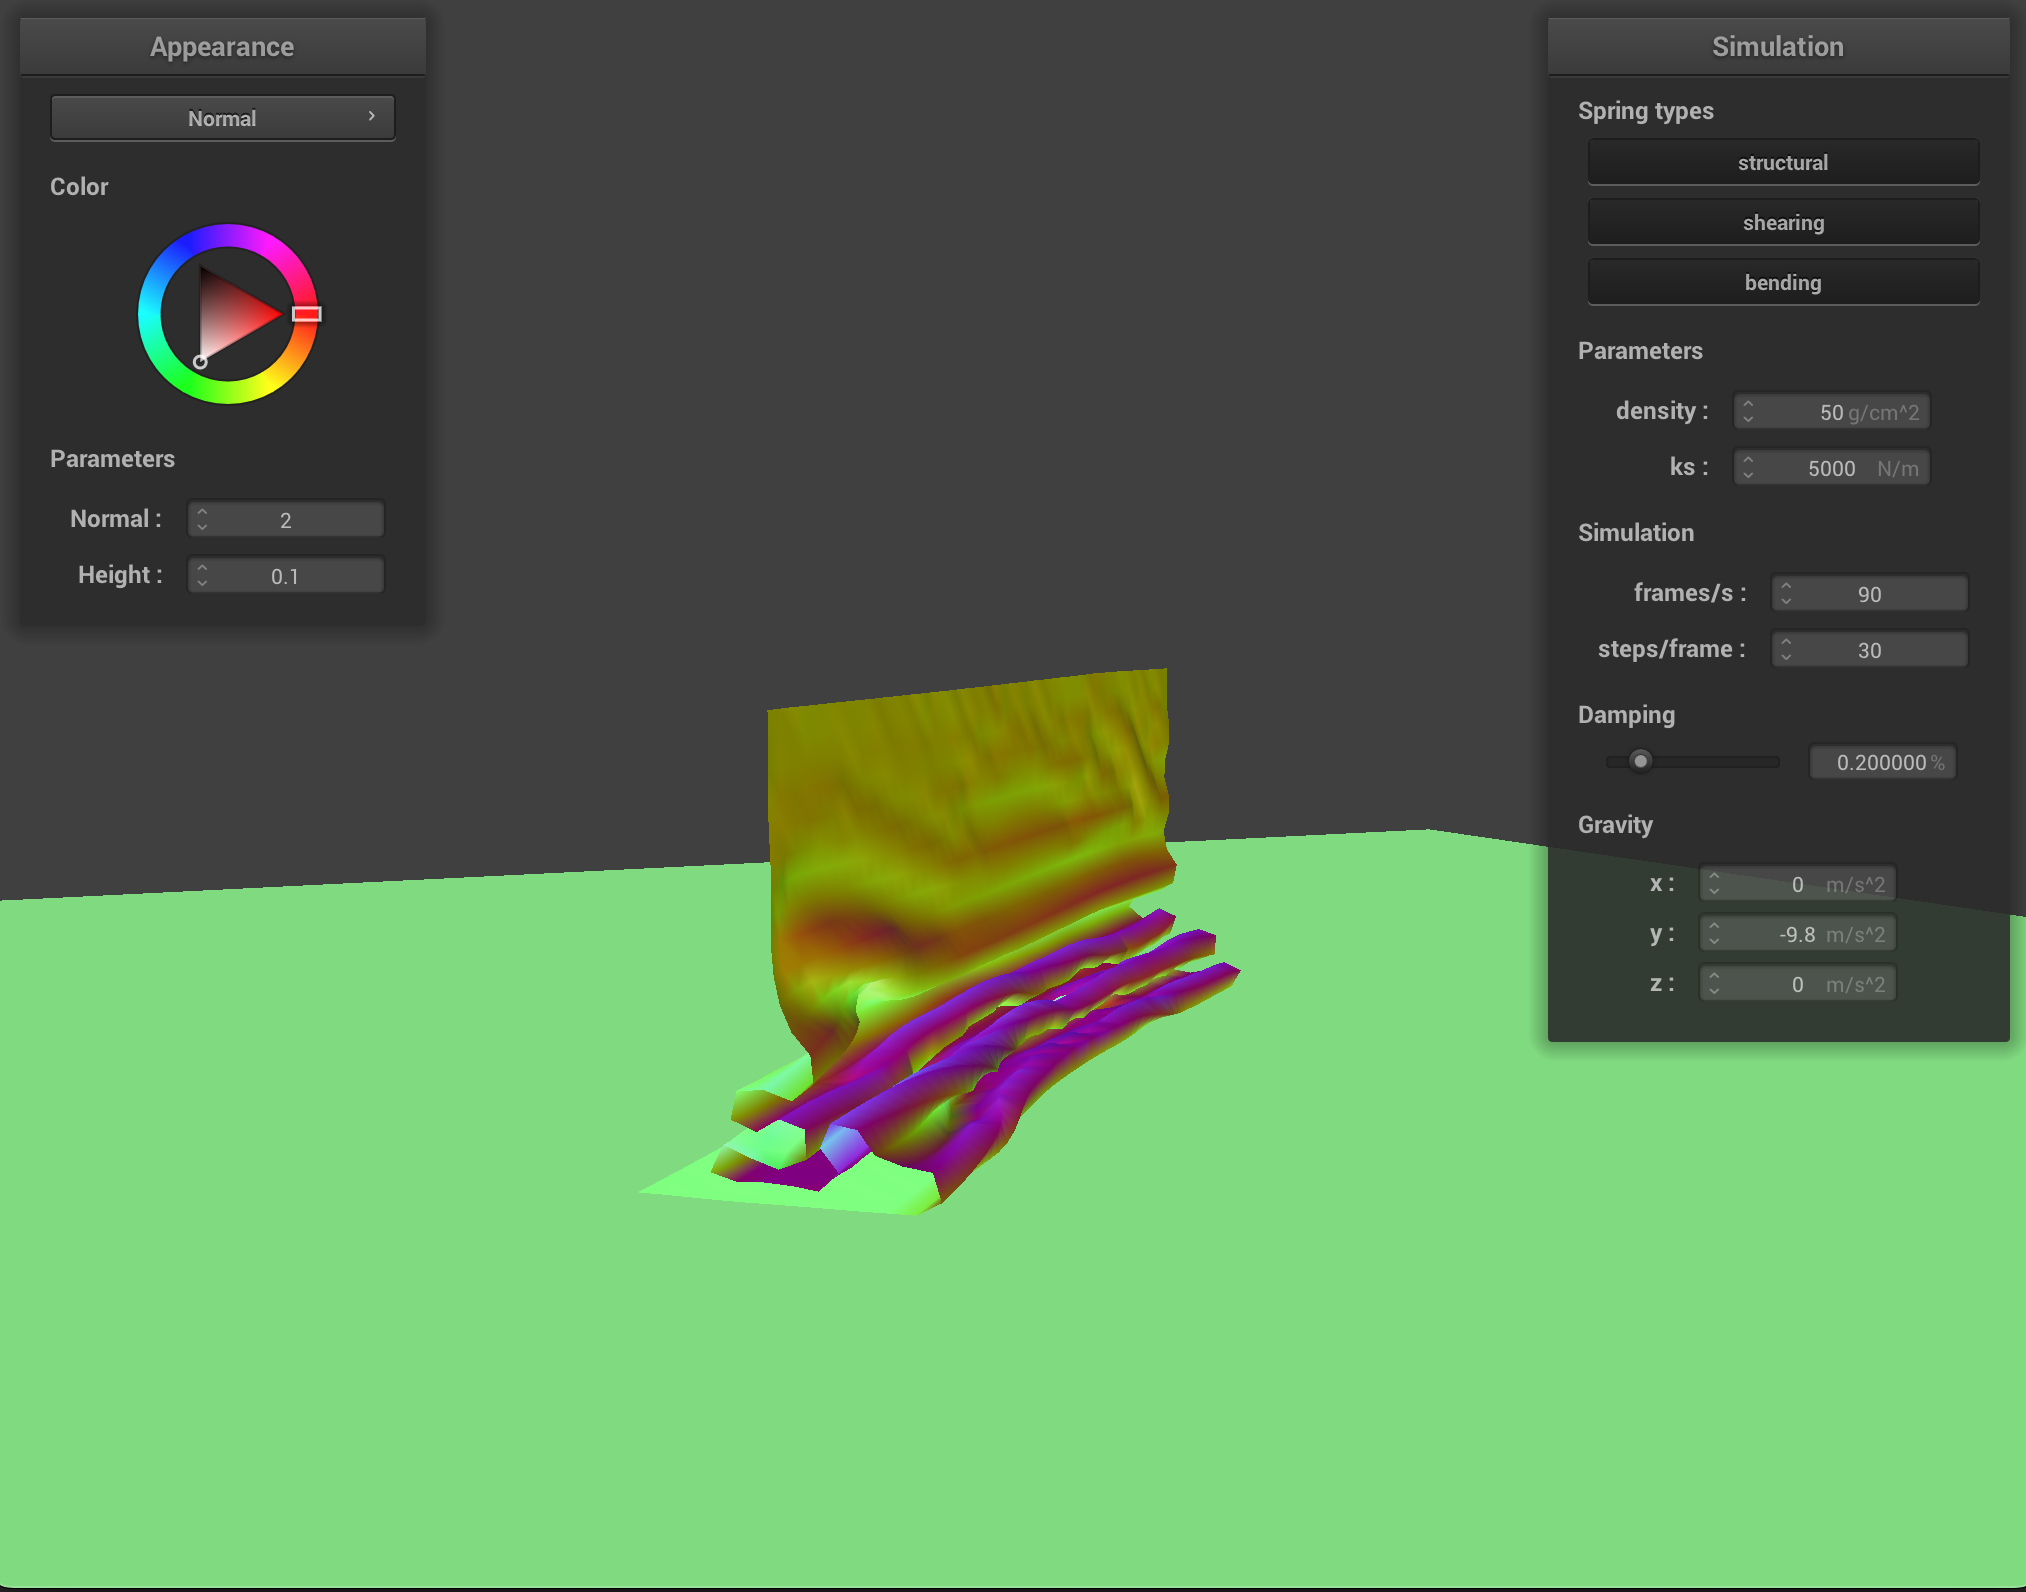 Appearance
Normal
Color
Parameters
Normal : 2
Height : 0.1
Simulation
Spring types
structural
shearing
bending
Parameters
density : 50 g/cm^2
ks : 5000 N/m
Simulation
frames/s : 90
steps/frame : 30
Damping
0.200000 %
Gravity
x : 0 m/s^2
y : -9.8 m/s^2
z : 0 m/s^2